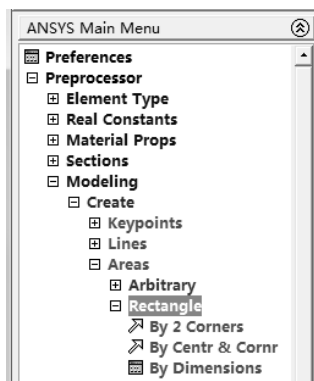 ANSYS Main Menu
Preferences
Preprocessor
Element Type
Real Constants
Material Props
Sections
Modeling
Create
Keypoints
Lines
Areas
Arbitrary
Rectangle
By 2 Corners
By Centr & Cornr
By Dimensions